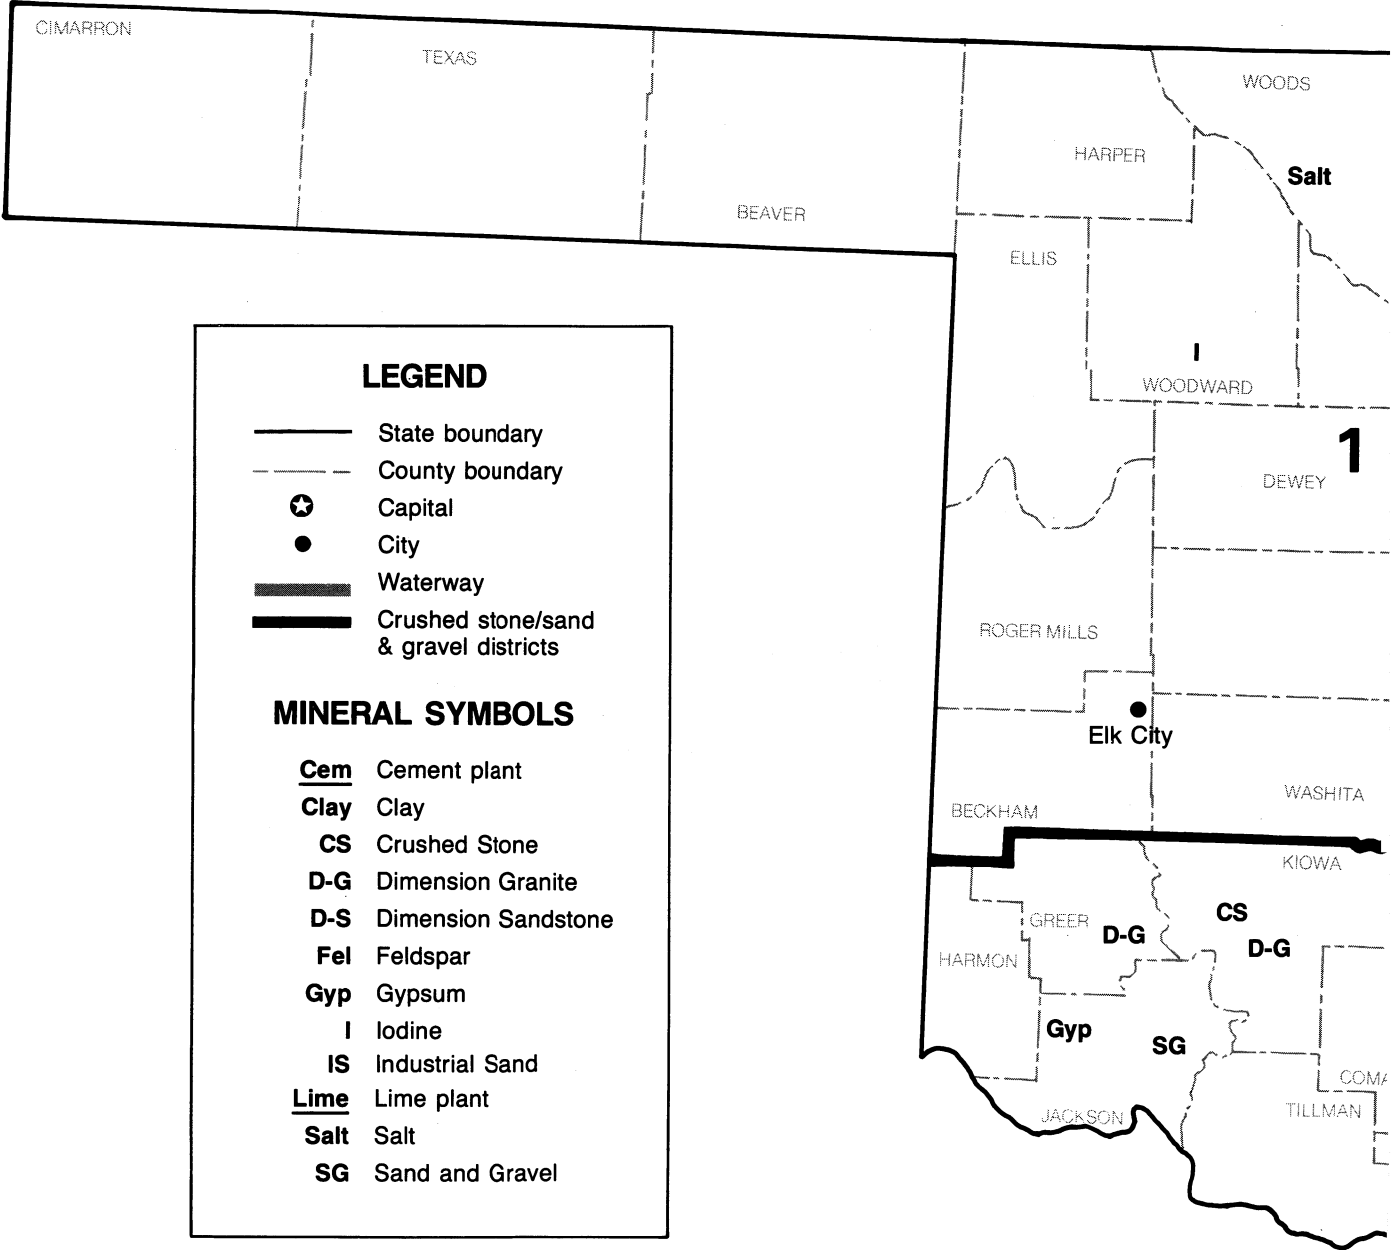 CIMARRON
TEXAS
WOODS
HARPER
Salt
BEAVER
ELLIS
I
WOODWARD
1
DEWEY
ROGER MILLS
Elk City
WASHITA
BECKHAM
KIOWA
CS
GREER
D-G
D-G
HARMON
Gyp
SG
COMA
TILLMAN
JACKSON
LEGEND
State boundary
County boundary
Capital
City
Waterway
Crushed stone/sand
& gravel districts
MINERAL SYMBOLS
Cem Cement plant
Clay Clay
CS Crushed Stone
D-G Dimension Granite
D-S Dimension Sandstone
Fel Feldspar
Gyp Gypsum
I Iodine
IS Industrial Sand
Lime Lime plant
Salt Salt
SG Sand and Gravel